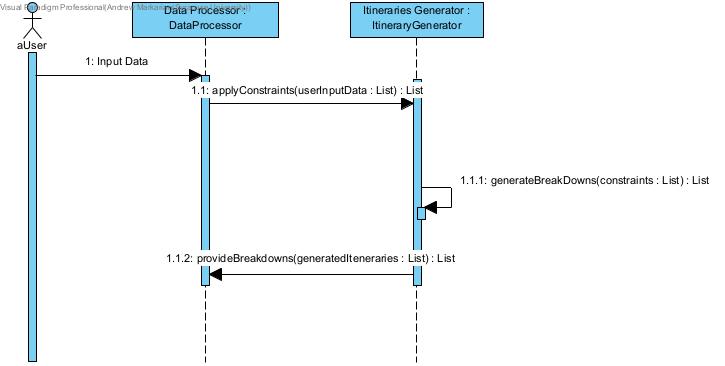 Visual Paradigm Professional(Andrew Markarian
Data Processor :
DataProcessor
Itineraries Generator :
ItineraryGenerator
aUser
1: Input Data
1.1: applyConstraints(userInputData : List) : List
1.1.1: generateBreakDowns(constraints : List) : List
1.1.2: provideBreakdowns(generatedIteneraries : List) : List